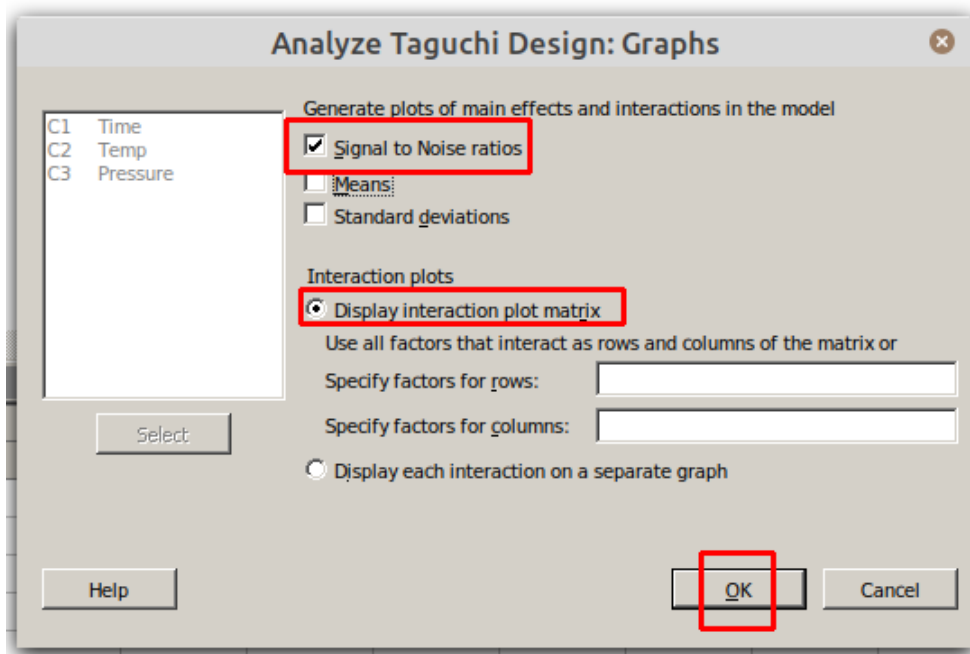 Analyze Taguchi Design: Graphs
C1 Time
C2 Temp
C3 Pressure
Select
Generate plots of main effects and interactions in the model
Signal to Noise ratios
Means
Standard deviations
Interaction plots
Display interaction plot matrix
Use all factors that interact as rows and columns of the matrix or
Specify factors for rows:
Specify factors for columns:
Display each interaction on a separate graph
Help
OK
Cancel